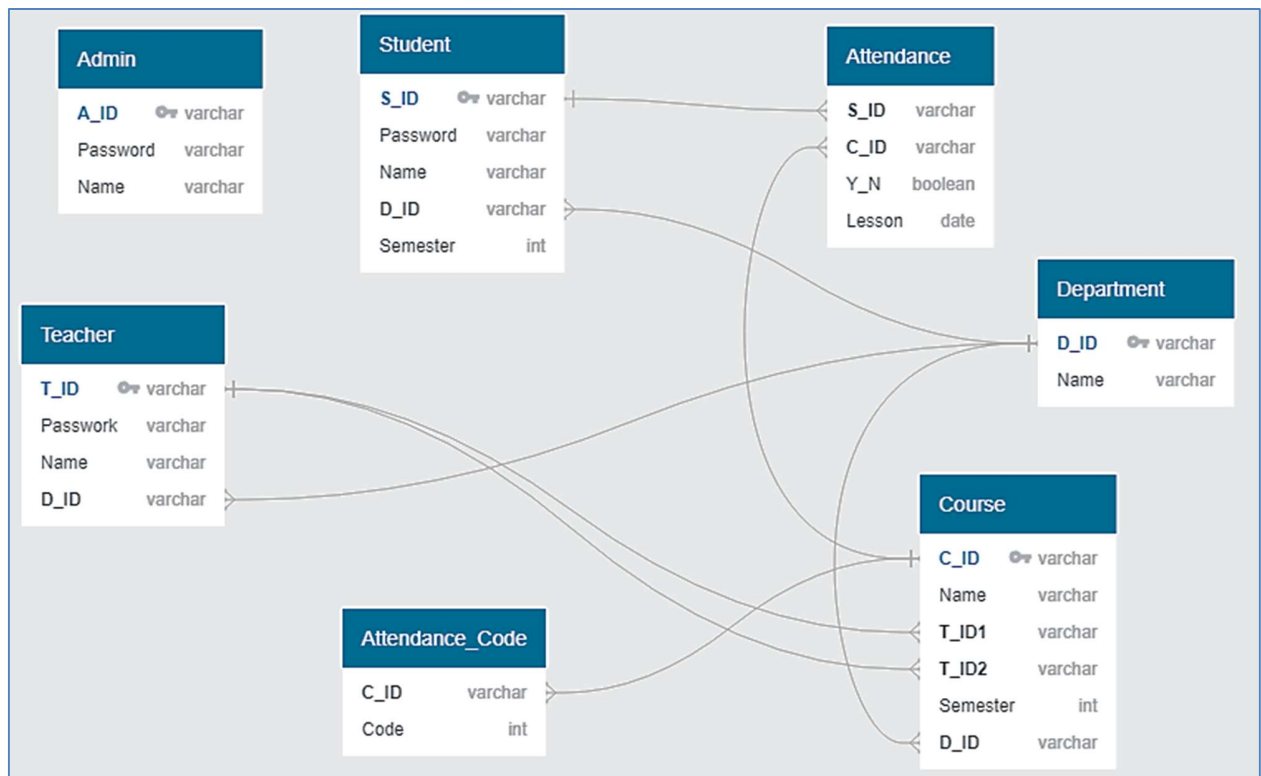 Admin
A_ID varchar
Password varchar
Name varchar
Student
S_ID varchar
Password varchar
Name varchar
D_ID varchar
Semester int
Attendance
S_ID varchar
C_ID varchar
Y_N boolean
Lesson date
Department
D_ID varchar
Name varchar
Teacher
T_ID varchar
Passwork varchar
Name varchar
D_ID varchar
Course
C_ID varchar
Name varchar
T_ID1 varchar
T_ID2 varchar
Semester int
D_ID varchar
Attendance_Code
C_ID varchar
Code int